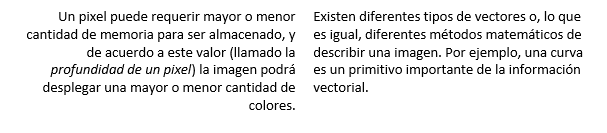 Un pixel puede requerir mayor o menor
cantidad de memoria para ser almacenado, y
de acuerdo a este valor (llamado la
profundidad de un pixel) la imagen podrá
desplegar una mayor o menor cantidad de
colores.
Existen diferentes tipos de vectores o, lo que
es igual, diferentes métodos matemáticos de
describir una imagen. Por ejemplo, una curva
es un primitivo importante de la información
vectorial.